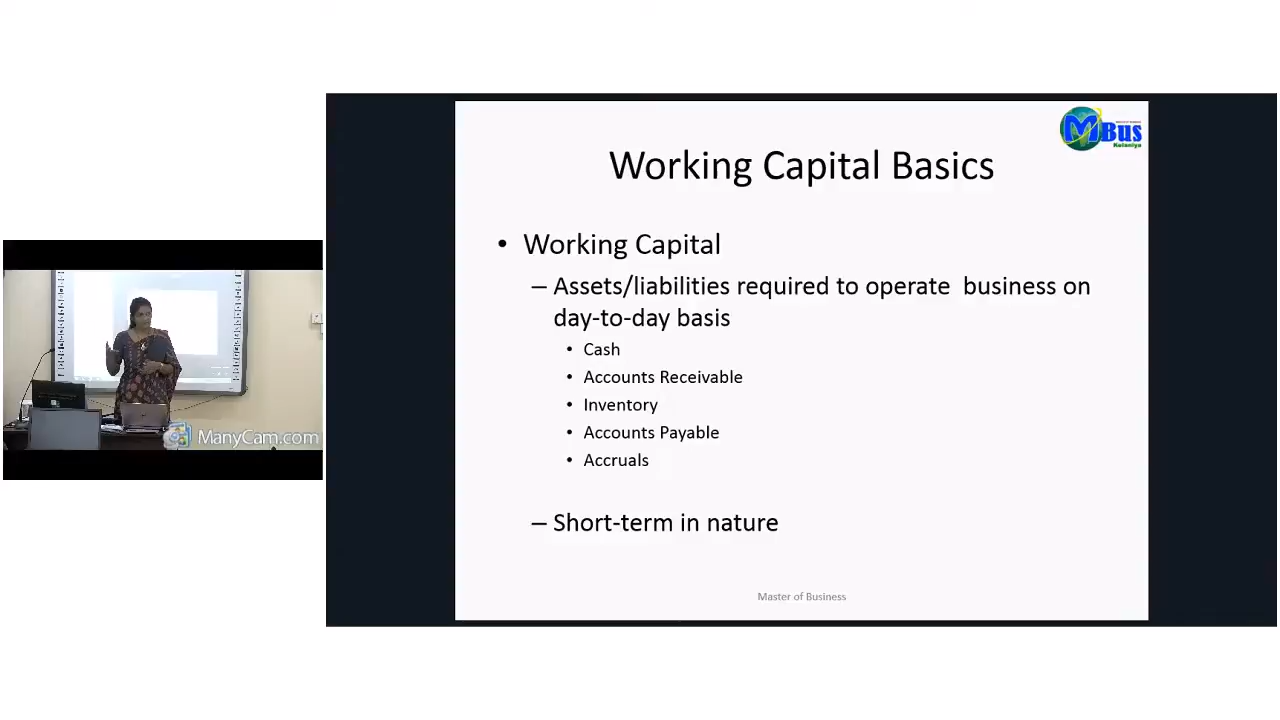 MBus
Kelaniya
Working Capital Basics
• Working Capital
– Assets/liabilities required to operate  business on
day-to-day basis
• Cash
• Accounts Receivable
• Inventory
• Accounts Payable
• Accruals
– Short-term in nature
Master of Business
ManyCam.com